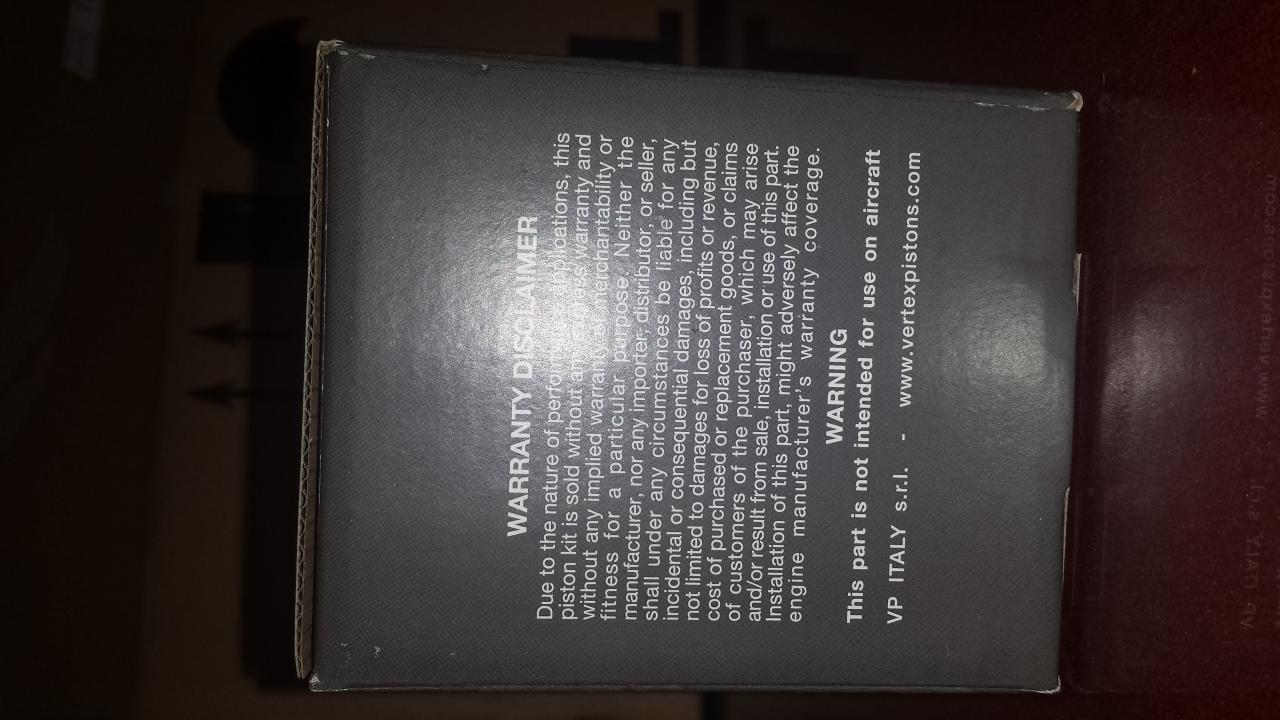 WARRANTY DISCLAIMER
Due to the nature of performance applications, this
piston kit is sold without any express warranty and
without any implied warranty of merchantability or
fitness for a particular purpose. Neither the
manufacturer, nor any importer, distributor, or seller,
shall under any circumstances be liable for any
incidental or consequential damages, including but
not limited to damages for loss of profits or revenue,
cost of purchased or replacement goods, or claims
of customers of the purchaser, which may arise
and/or result from sale, installation or use of this part.
Installation of this part, might adversely affect the
engine manufacturer's warranty coverage.
WARNING
This part is not intended for use on aircraft
VP ITALY s.r.l. - www.vertexpistons.com